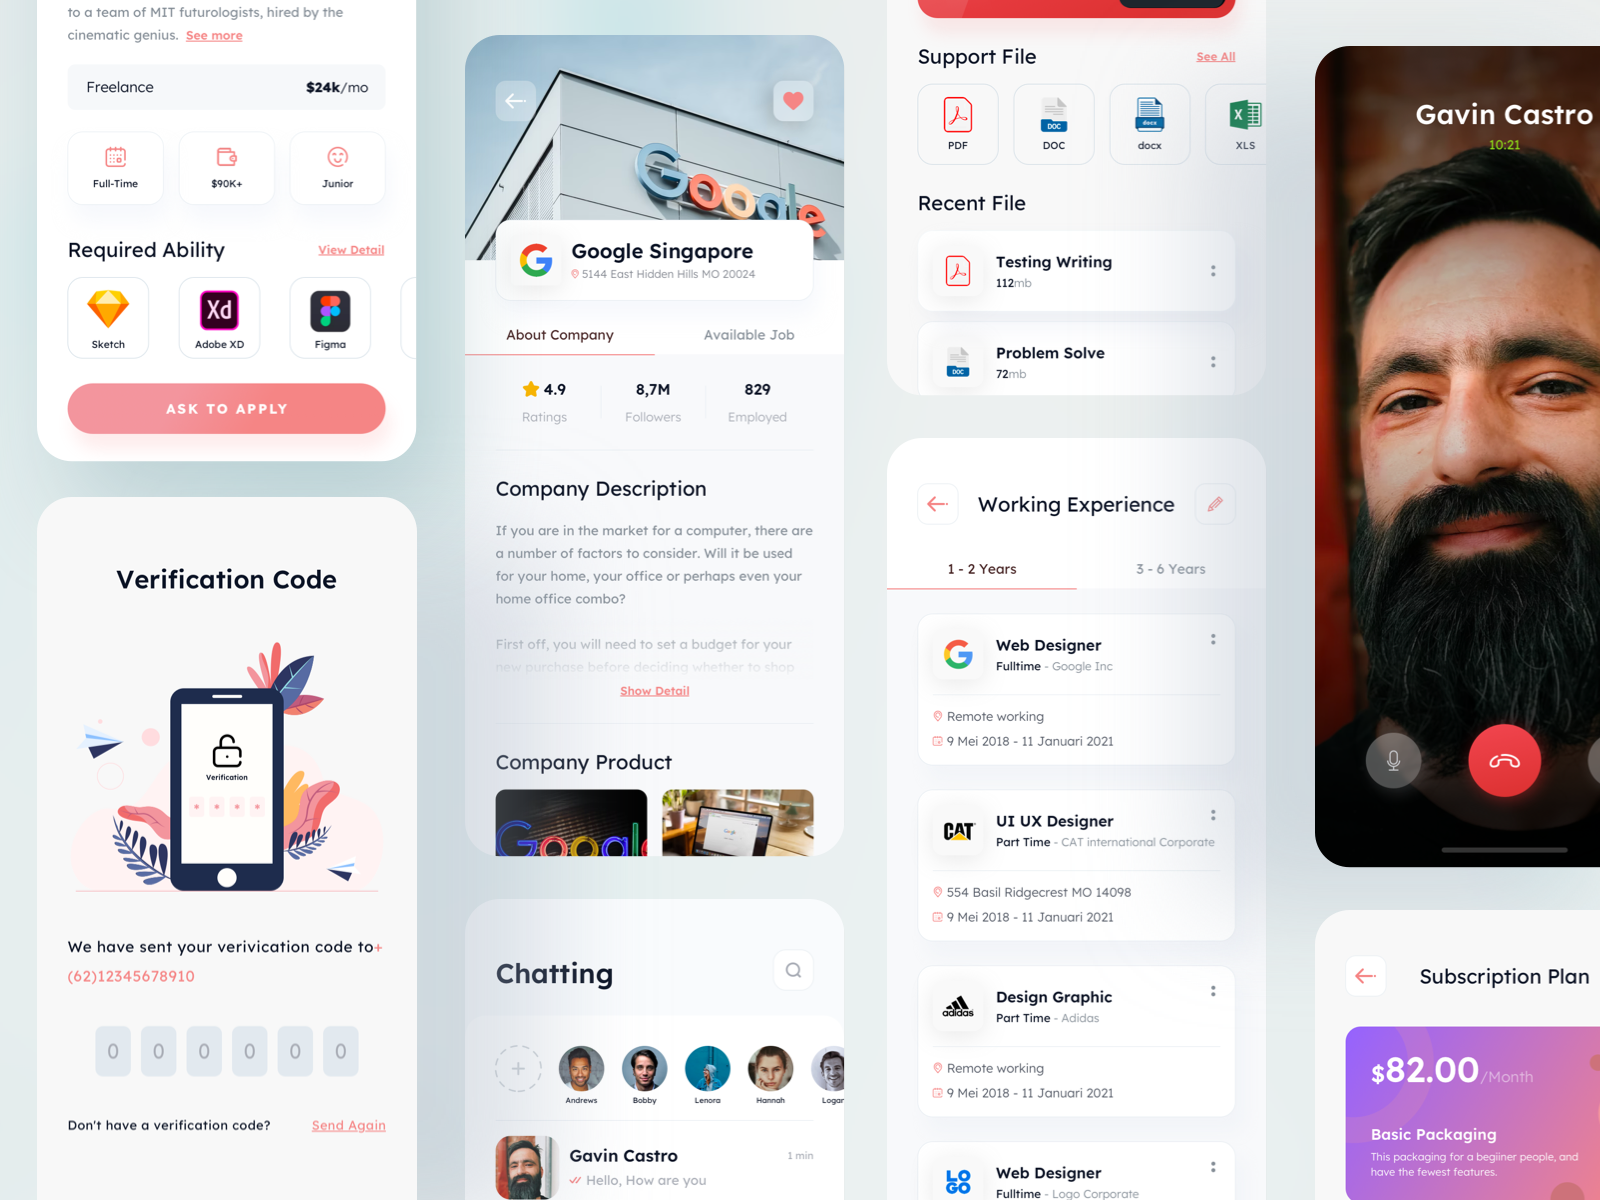 to a team of MIT futurologists, hired by the
cinematic genius. See more
Freelance
$24k/mo
Full-Time
$90K+
Junior
Required Ability
View Detail
Xd
Sketch
Adobe XD
Figma
ASK TO APPLY
Verification Code
Verification
We have sent your verivication code to+
(62)12345678910
0 0 0 0 0 0
Don't have a verification code?
Send Again
Google
Google Singapore
5144 East Hidden Hills MO 20024
About Company
Available Job
4.9
8,7M
829
Ratings
Followers
Employed
Company Description
If you are in the market for a computer, there are
a number of factors to consider. Will it be used
for your home, your office or perhaps even your
home office combo?
First off, you will need to set a budget for your
new purchase before deciding whether to shop
Show Detail
Company Product
Google
Chatting
Andrews
Bobby
Lenora
Hannah
Logan
Gavin Castro
1 min
Hello, How are you
Support File
See All
DOC
docx
X
PDF
DOC
docx
XLS
Recent File
Testing Writing
112mb
DOC
Problem Solve
72mb
Working Experience
1 - 2 Years
3 - 6 Years
Web Designer
Fulltime - Google Inc
Remote working
9 Mei 2018 - 11 Januari 2021
CAT
UI UX Designer
Part Time - CAT international Corporate
554 Basil Ridgecrest MO 14098
9 Mei 2018 - 11 Januari 2021
adidas
Design Graphic
Part Time - Adidas
Remote working
9 Mei 2018 - 11 Januari 2021
LOGO
Web Designer
Fulltime - Logo Corporate
Gavin Castro
10:21
Subscription Plan
$82.00/Month
Basic Packaging
This packaging for a begiiner people, and
have the fewest features.